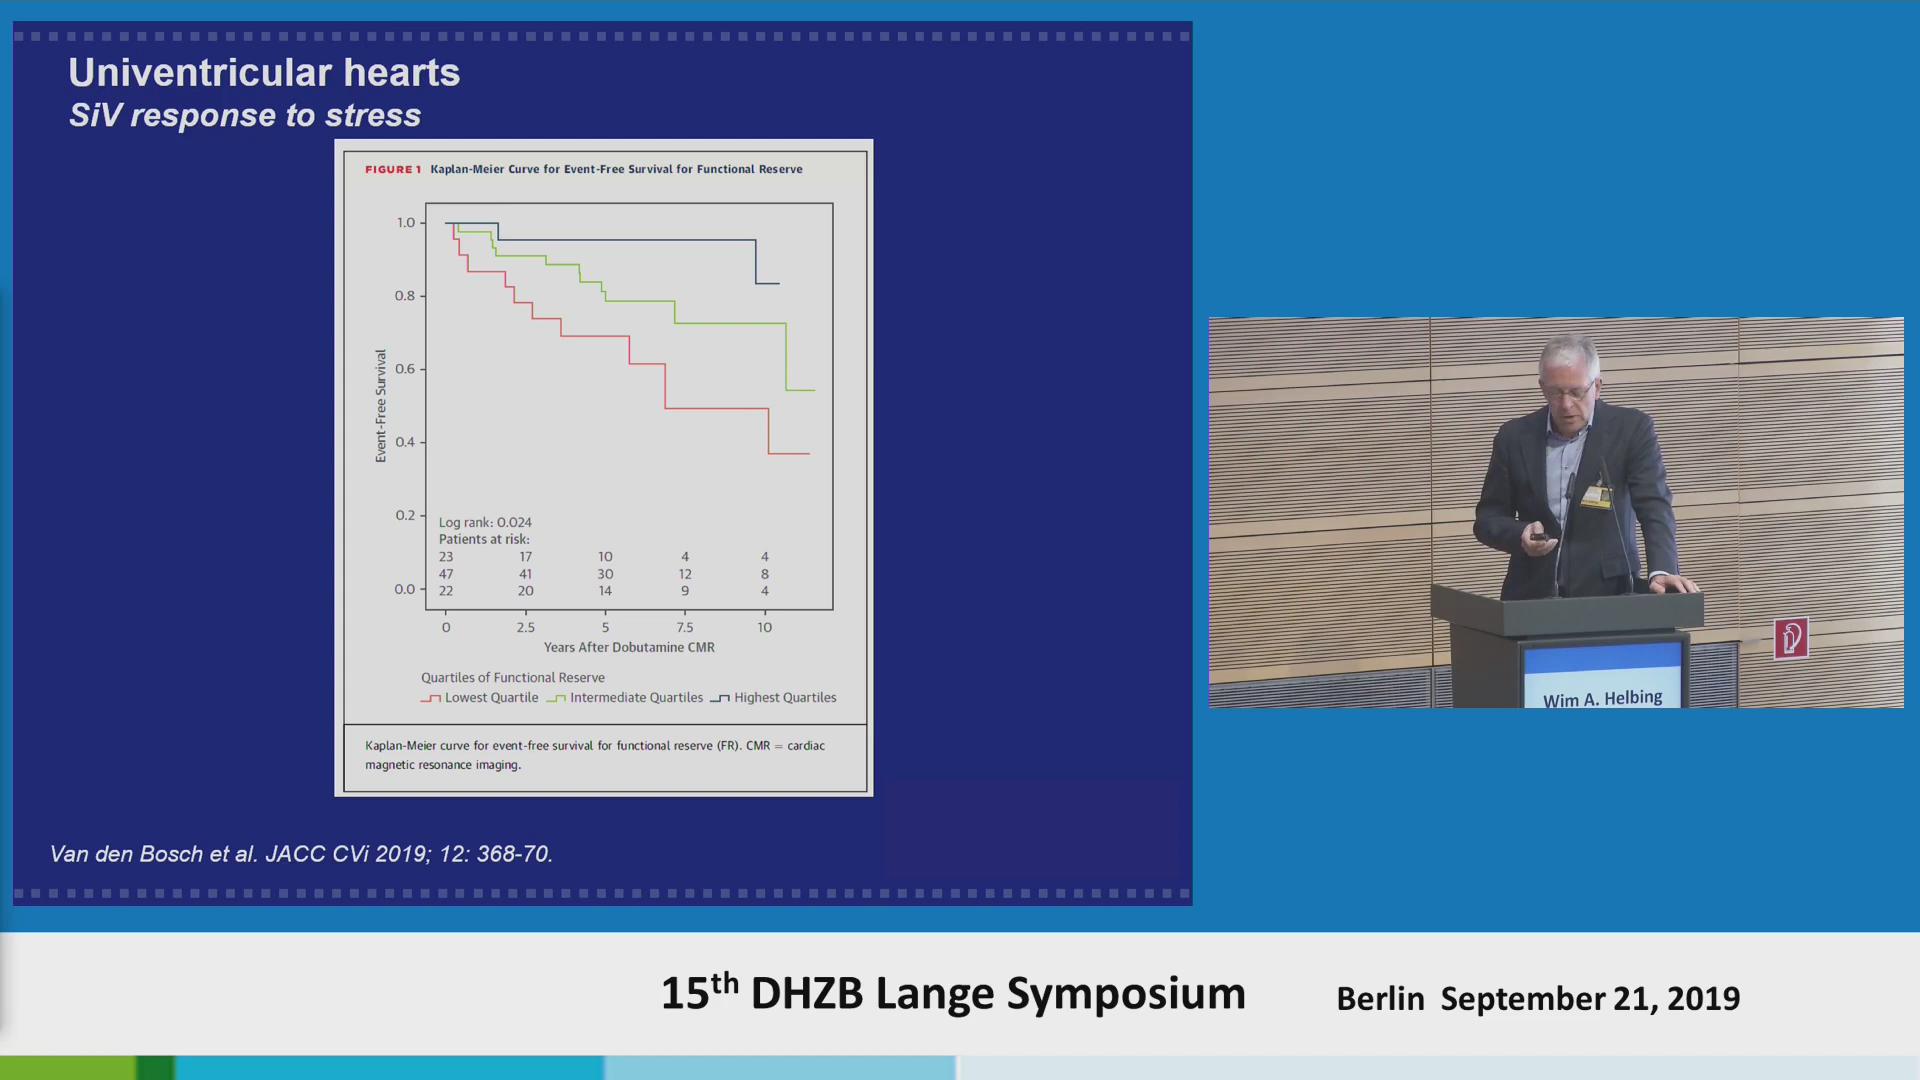 Univentricular hearts
SiV response to stress
FIGURE 1 Kaplan-Meier Curve for Event-Free Survival for Functional Reserve
1.0
0.8
0.6
0.4
0.2
0.0
Event-Free Survival
Log rank: 0.024
Patients at risk:
23 17 10 4 4
47 41 30 12 8
22 20 14 9 4
0 2.5 5 7.5 10
Years After Dobutamine CMR
Quartiles of Functional Reserve
Lowest Quartile Intermediate Quartiles Highest Quartiles
Kaplan-Meier curve for event-free survival for functional reserve (FR). CMR = cardiac
magnetic resonance imaging.
Van den Bosch et al. JACC CVi 2019; 12: 368-70.
Wim A. Helbing
15th DHZB Lange Symposium Berlin September 21, 2019